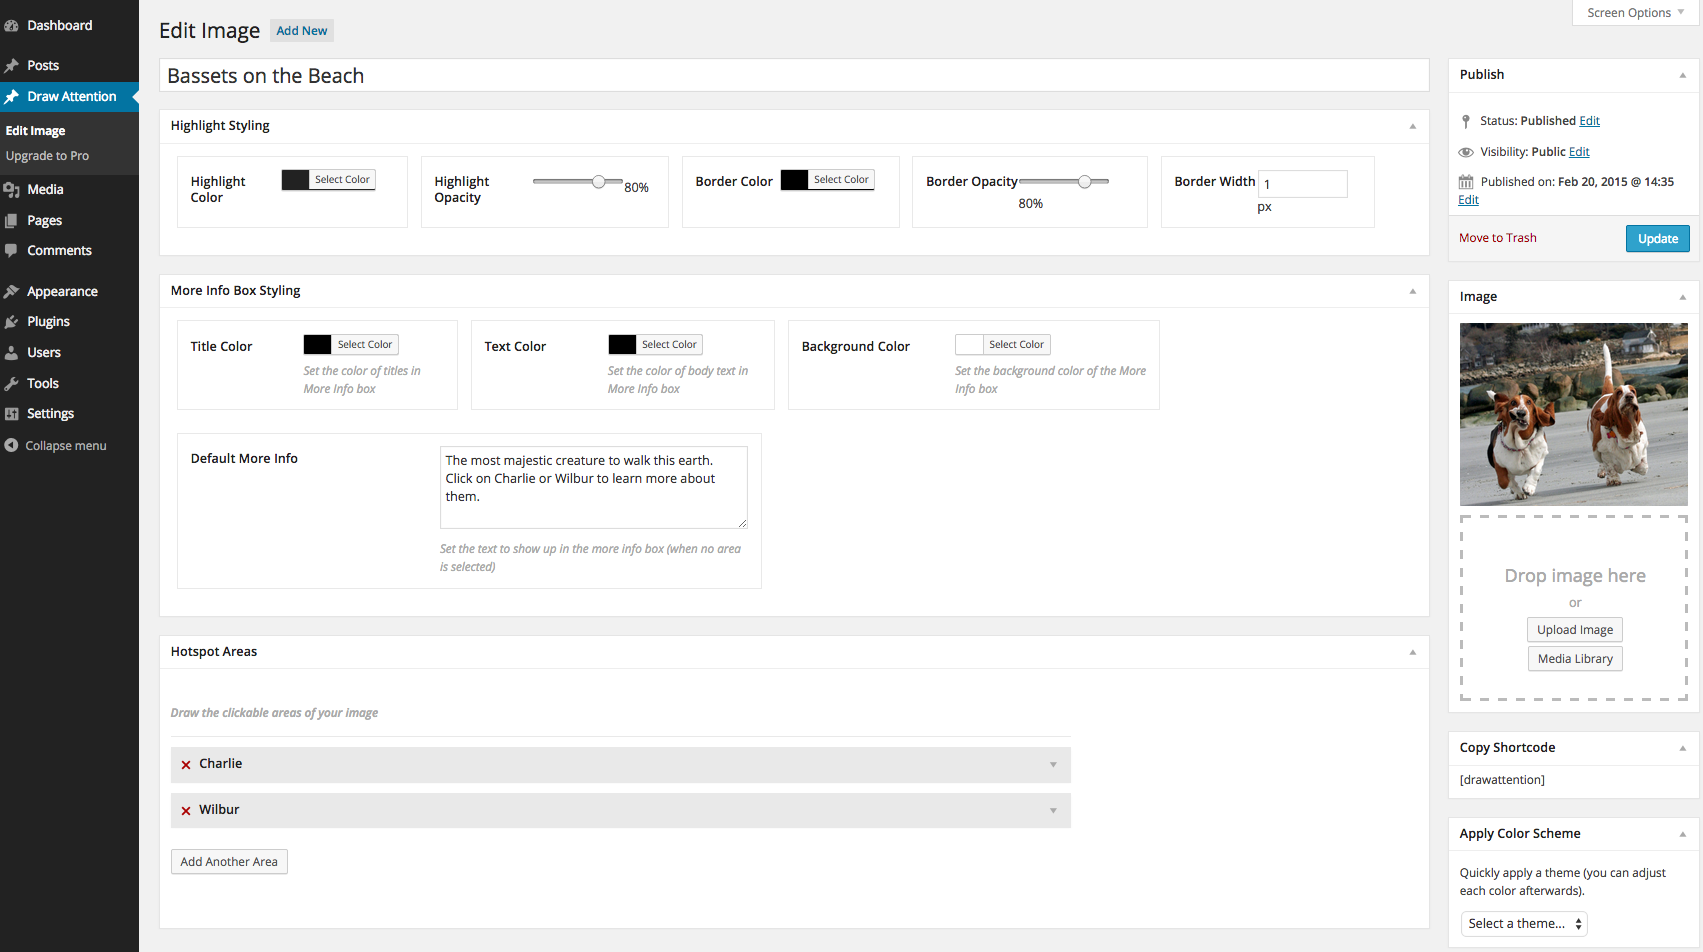 Dashboard
Posts
Draw Attention
Edit Image
Upgrade to Pro
Media
Pages
Comments
Appearance
Plugins
Users
Tools
Settings
Collapse menu
Screen Options
Edit Image Add New
Bassets on the Beach
Highlight Styling
Highlight
Color
Select Color
Highlight
Opacity
80%
Border Color Select Color
Border Opacity
80%
Border Width 1
px
More Info Box Styling
Title Color Select Color
Set the color of titles in
More Info box
Text Color Select Color
Set the color of body text in
More Info box
Background Color Select Color
Set the background color of the More
Info box
Default More Info
The most majestic creature to walk this earth.
Click on Charlie or Wilbur to learn more about
them.
Set the text to show up in the more info box (when no area
is selected)
Hotspot Areas
Draw the clickable areas of your image
Charlie
Wilbur
Add Another Area
Publish
Status: Published Edit
Visibility: Public Edit
Published on: Feb 20, 2015 @ 14:35
Edit
Move to Trash Update
Image
Drop image here
or
Upload Image
Media Library
Copy Shortcode
[drawattention]
Apply Color Scheme
Quickly apply a theme (you can adjust
each color afterwards).
Select a theme...